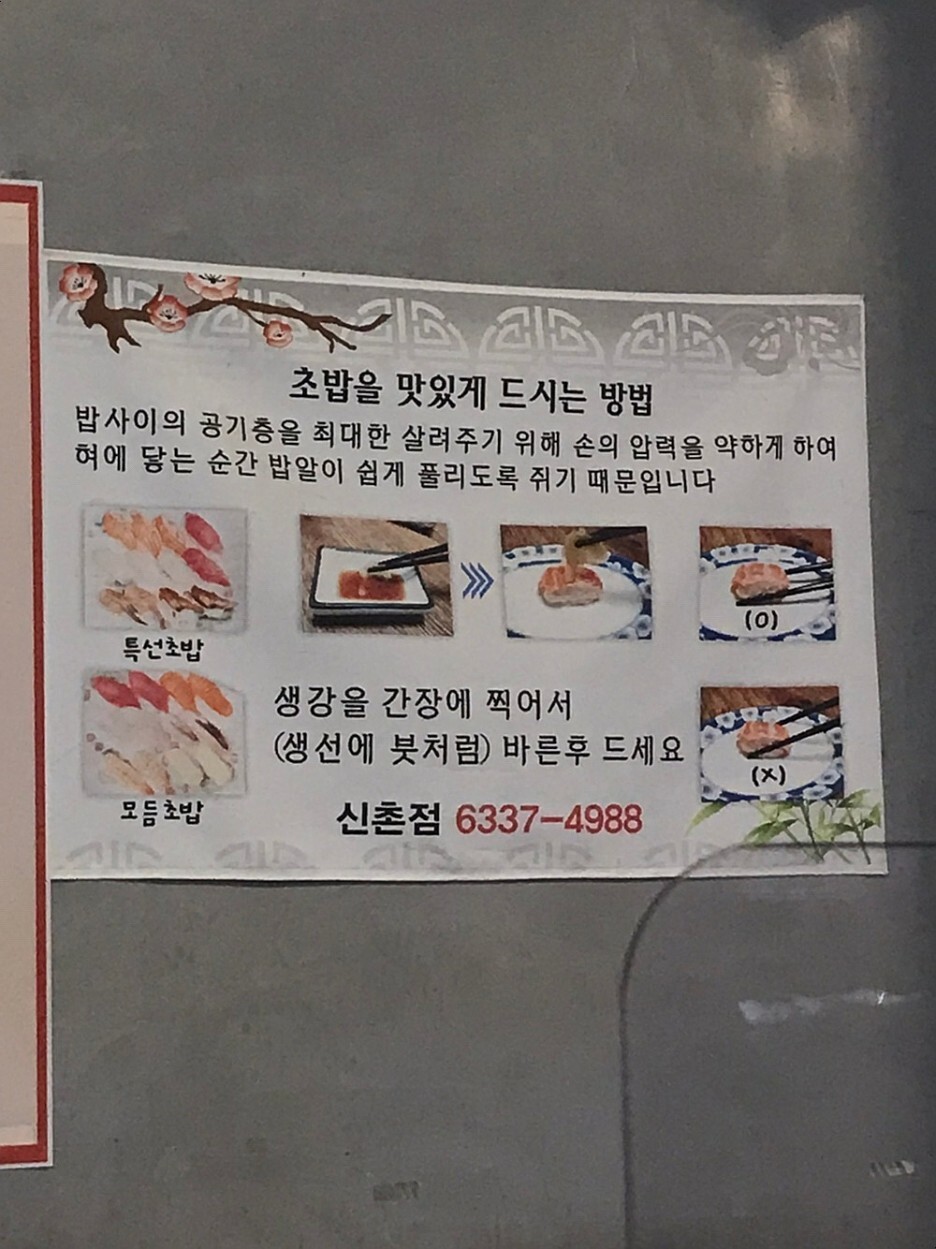 초밥을 맛있게 드시는 방법
밥사이의 공기층을 최대한 살려주기 위해 손의 압력을 약하게 하여
혀에 닿는 순간 밥알이 쉽게 풀리도록 쥐기 때문입니다
(O)
특선초밥
생강을 간장에 찍어서
(생선에 붓처럼) 바른후 드세요
(X)
모듬초밥
신촌점 6337-4988